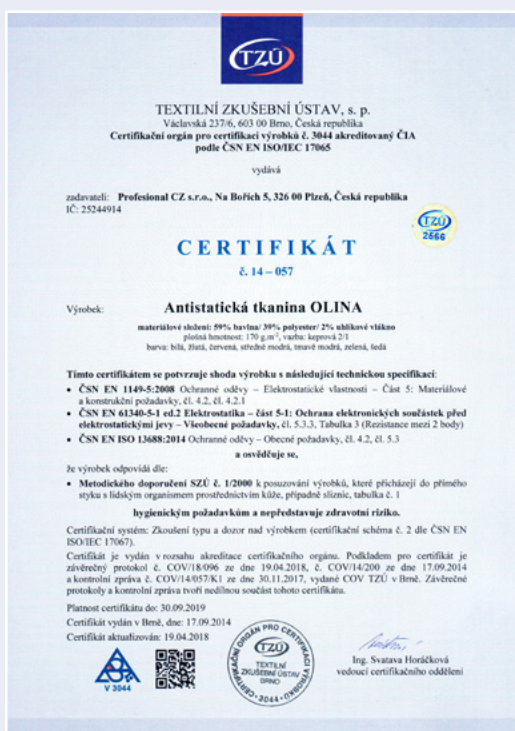 TZÚ
TEXTILNÍ ZKUŠEBNÍ ÚSTAV, s. p.
Václavská 237/6, 603 00 Brno, Česká republika
Certifikační orgán pro certifikaci výrobků č. 3044 akreditovaný ČIA
podle ČSN EN ISO/IEC 17065
vydává
zadavateli: Profesional CZ s.r.o., Na Bořích 5, 326 00 Plzeň, Česká republika
IČ: 25244914
TZÚ
2566
CERTIFIKÁT
č. 14 – 057
Výrobek: Antistatická tkanina OLINA
materiálové složení: 59% bavlna/ 39% polyester/ 2% uhlíkové vlákno
plošná hmotnost: 170 g.m⁻², vazba: keprová 2/1
barva: bílá, žlutá, červená, středně modrá, tmavě modrá, zelená, šedá
Tímto certifikátem se potvrzuje shoda výrobku s následující technickou specifikací:
• ČSN EN 1149-5:2008 Ochranné oděvy – Elektrostatické vlastnosti – Část 5: Materiálové
a konstrukční požadavky, čl. 4.2, čl. 4.2.1
• ČSN EN 61340-5-1 ed.2 Elektrostatika – část 5-1: Ochrana elektronických součástek před
elektrostatickými jevy – Všeobecné požadavky, čl. 5.3.3, Tabulka 3 (Rezistance mezi 2 body)
• ČSN EN ISO 13688:2014 Ochranné oděvy – Obecné požadavky, čl. 4.2, čl. 5.3
a osvědčuje se,
že výrobek odpovídá dle:
• Metodického doporučení SZÚ č. 1/2000 k posuzování výrobků, které přicházejí do přímého
styku s lidským organismem prostřednictvím kůže, případně sliznic, tabulka č. 1
hygienickým požadavkům a nepředstavuje zdravotní riziko.
Certifikační systém: Zkoušení typu a dozor nad výrobkem (certifikační schéma č. 2 dle ČSN EN
ISO/IEC 17067).
Certifikát je vydán v rozsahu akreditace certifikačního orgánu. Podkladem pro certifikát je
závěrečný protokol č. COV/18/096 ze dne 19.04.2018, č. COV/14/200 ze dne 17.09.2014
a kontrolní zpráva č. COV/14/057/K1 ze dne 30.11.2017, vydané COV TZÚ v Brně. Závěrečné
protokoly a kontrolní zpráva tvoří nedílnou součást tohoto certifikátu.
Platnost certifikátu do: 30.09.2019
Certifikát vydán v Brně, dne: 17.09.2014
Certifikát aktualizován: 19.04.2018
V 3044
CERTIFIKAČNÍ ORGÁN PRO CERTIFIKACI VÝROBKŮ
TZÚ
TEXTILNÍ
ZKUŠEBNÍ ÚSTAV
BRNO
· 3044 ·
Ing. Svatava Horáčková
vedoucí certifikačního oddělení